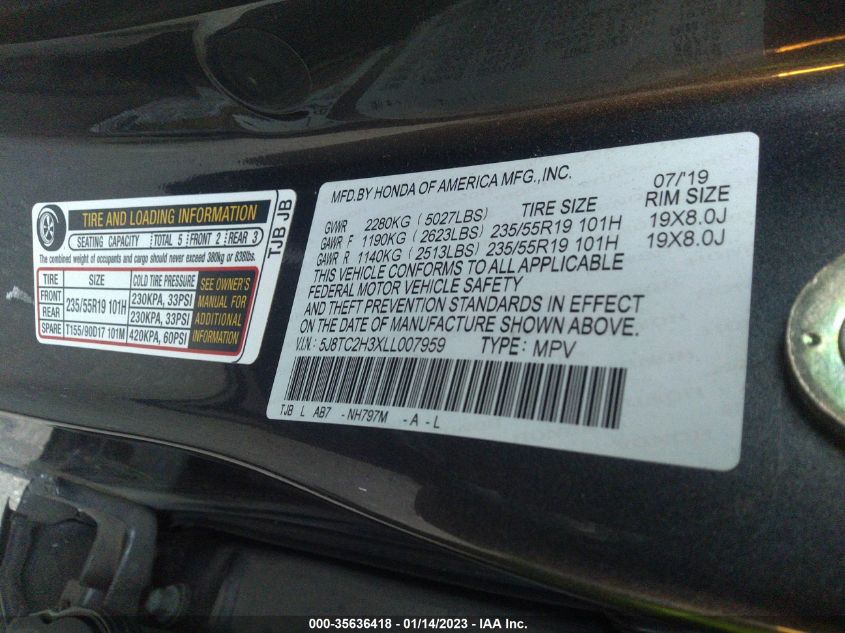 TIRE AND LOADING INFORMATION
SEATING CAPACITY | TOTAL 5 | FRONT 2 | REAR 3
The combined weight of occupants and cargo should never exceed 380kg or 838lbs.
TIRE SIZE COLD TIRE PRESSURE
FRONT 235/55R19 101H 230KPA, 33PSI
REAR 230KPA, 33PSI
SPARE T155/90D17 101M 420KPA, 60PSI
SEE OWNER'S
MANUAL FOR
ADDITIONAL
INFORMATION
TJB JB
MFD.BY HONDA OF AMERICA MFG.,INC. 07/'19
TIRE SIZE RIM SIZE
GVWR 2280KG (5027LBS)
GAWR F 1190KG (2623LBS) 235/55R19 101H 19X8.0J
GAWR R 1140KG (2513LBS) 235/55R19 101H 19X8.0J
THIS VEHICLE CONFORMS TO ALL APPLICABLE
FEDERAL MOTOR VEHICLE SAFETY
AND THEFT PREVENTION STANDARDS IN EFFECT
ON THE DATE OF MANUFACTURE SHOWN ABOVE.
V.I.N: 5J8TC2H3XLL007959 TYPE: MPV
TJB L AB7 -NH797M -A-L
000-35636418 - 01/14/2023 - IAA Inc.